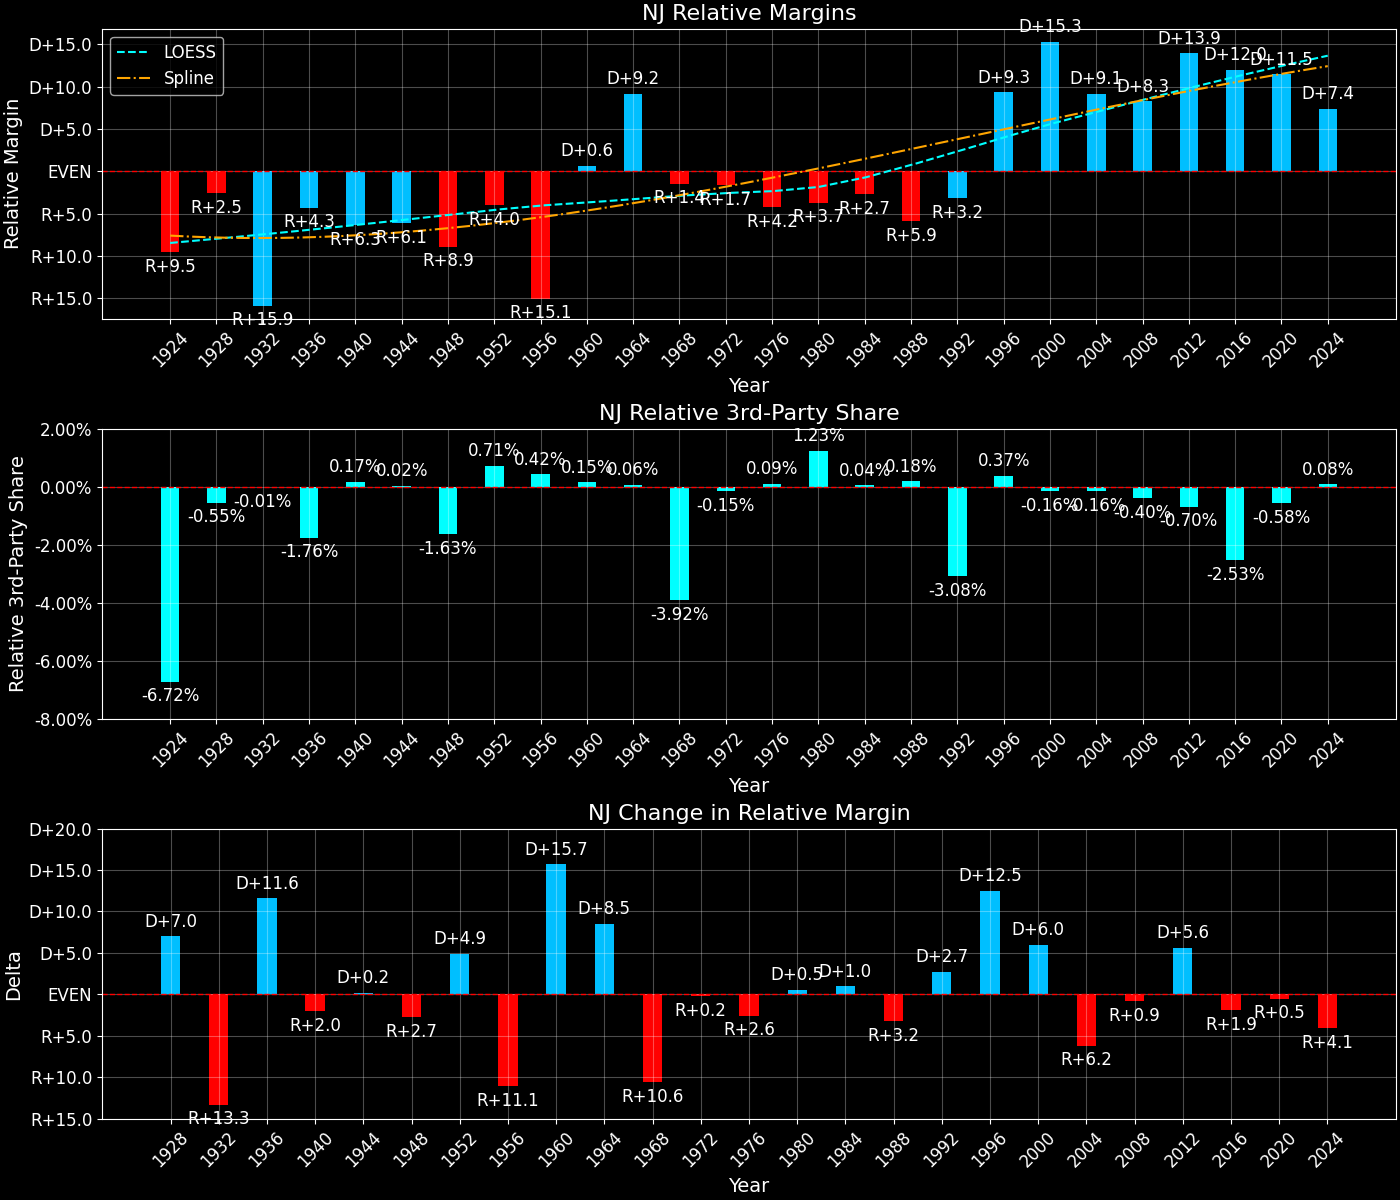 NJ Relative Margins
Relative Margin
D+15.0
D+10.0
D+5.0
EVEN
R+5.0
R+10.0
R+15.0
LOESS
Spline
R+9.5
R+2.5
R+15.9
R+4.3
R+6.3
R+6.1
R+8.9
R+4.0
R+15.1
D+0.6
D+9.2
R+1.4
R+1.7
R+4.2
R+3.7
R+2.7
R+5.9
R+3.2
D+9.3
D+15.3
D+9.1
D+8.3
D+13.9
D+12.0
D+11.5
D+7.4
1924 1928 1932 1936 1940 1944 1948 1952 1956 1960 1964 1968 1972 1976 1980 1984 1988 1992 1996 2000 2004 2008 2012 2016 2020 2024
Year
NJ Relative 3rd-Party Share
Relative 3rd-Party Share
2.00%
0.00%
-2.00%
-4.00%
-6.00%
-8.00%
-6.72%
-0.55%
-0.01%
-1.76%
0.17%
0.02%
-1.63%
0.71%
0.42%
0.15%
0.06%
-3.92%
-0.15%
0.09%
1.23%
0.04%
0.18%
-3.08%
0.37%
-0.16%
-0.16%
-0.40%
-0.70%
-2.53%
-0.58%
0.08%
1924 1928 1932 1936 1940 1944 1948 1952 1956 1960 1964 1968 1972 1976 1980 1984 1988 1992 1996 2000 2004 2008 2012 2016 2020 2024
Year
NJ Change in Relative Margin
Delta
D+20.0
D+15.0
D+10.0
D+5.0
EVEN
R+5.0
R+10.0
R+15.0
D+7.0
R+13.3
D+11.6
R+2.0
D+0.2
R+2.7
D+4.9
R+11.1
D+15.7
D+8.5
R+10.6
R+0.2
R+2.6
D+0.5
D+1.0
R+3.2
D+2.7
D+12.5
D+6.0
R+6.2
R+0.9
D+5.6
R+1.9
R+0.5
R+4.1
1928 1932 1936 1940 1944 1948 1952 1956 1960 1964 1968 1972 1976 1980 1984 1988 1992 1996 2000 2004 2008 2012 2016 2020 2024
Year